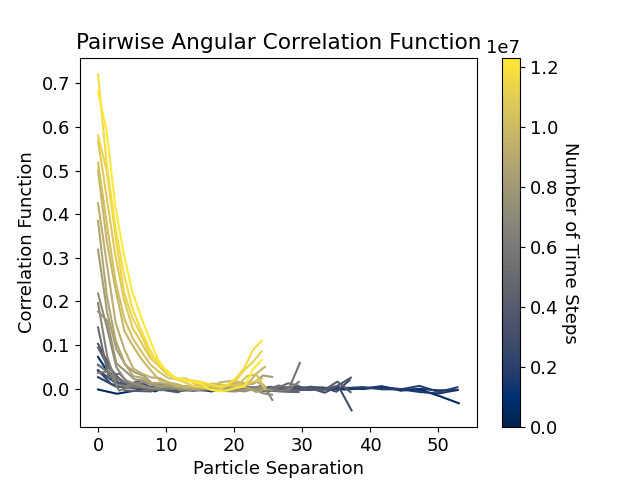 Pairwise Angular Correlation Function
1e7
0.7
0.6
0.5
0.4
0.3
0.2
0.1
0.0
Correlation Function
0 10 20 30 40 50
Particle Separation
1.2
1.0
0.8
0.6
0.4
0.2
0.0
Number of Time Steps